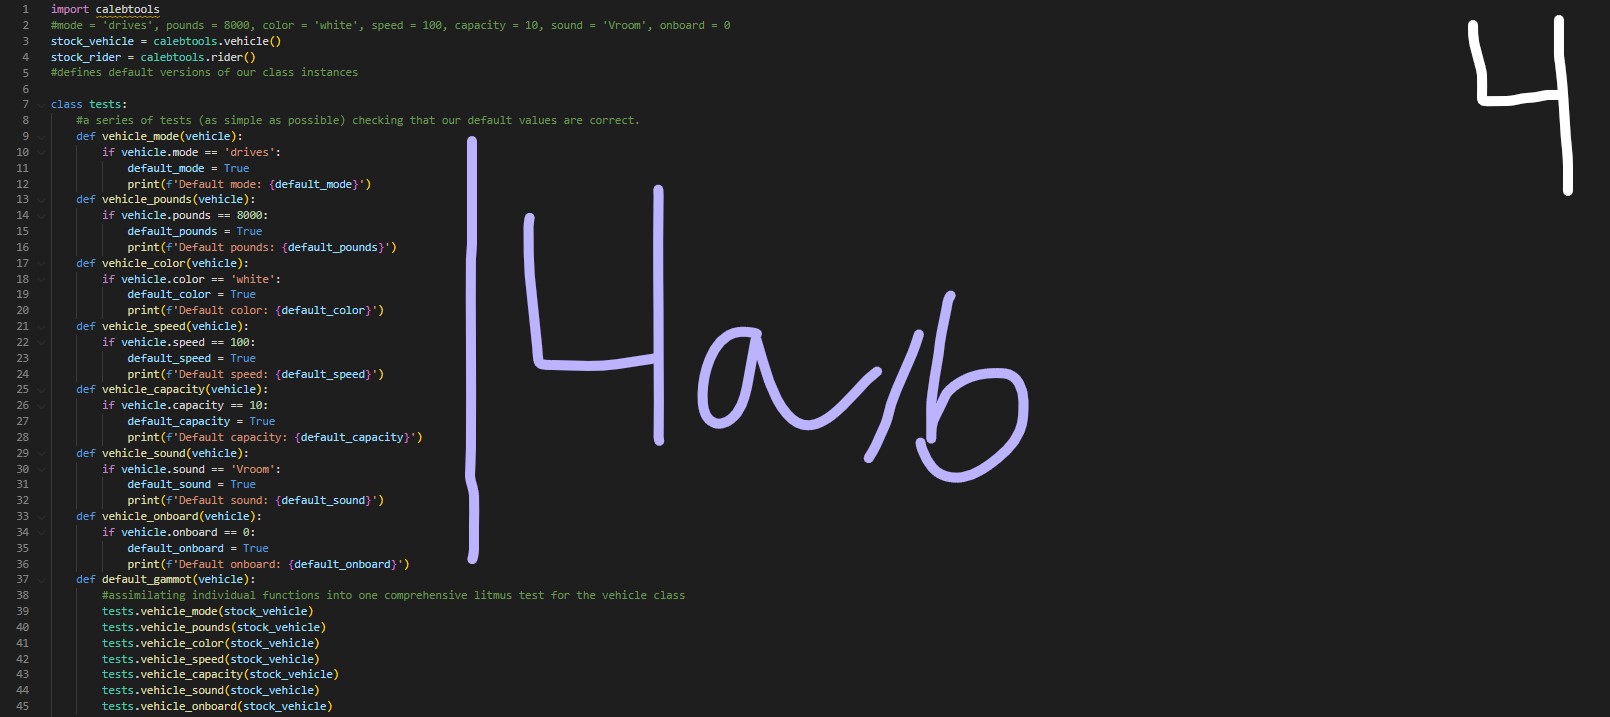 1 import calebtools
2 #mode = 'drives', pounds = 8000, color = 'white', speed = 100, capacity = 10, sound = 'Vroom', onboard = 0
3 stock_vehicle = calebtools.vehicle()
4 stock_rider = calebtools.rider()
5 #defines default versions of our class instances
6
7 class tests:
8 #a series of tests (as simple as possible) checking that our default values are correct.
9 def vehicle_mode(vehicle):
10 if vehicle.mode == 'drives':
11 default_mode = True
12 print(f'Default mode: {default_mode}')
13 def vehicle_pounds(vehicle):
14 if vehicle.pounds == 8000:
15 default_pounds = True
16 print(f'Default pounds: {default_pounds}')
17 def vehicle_color(vehicle):
18 if vehicle.color == 'white':
19 default_color = True
20 print(f'Default color: {default_color}')
21 def vehicle_speed(vehicle):
22 if vehicle.speed == 100:
23 default_speed = True
24 print(f'Default speed: {default_speed}')
25 def vehicle_capacity(vehicle):
26 if vehicle.capacity == 10:
27 default_capacity = True
28 print(f'Default capacity: {default_capacity}')
29 def vehicle_sound(vehicle):
30 if vehicle.sound == 'Vroom':
31 default_sound = True
32 print(f'Default sound: {default_sound}')
33 def vehicle_onboard(vehicle):
34 if vehicle.onboard == 0:
35 default_onboard = True
36 print(f'Default onboard: {default_onboard}')
37 def default_gammot(vehicle):
38 #assimilating individual functions into one comprehensive litmus test for the vehicle class
39 tests.vehicle_mode(stock_vehicle)
40 tests.vehicle_pounds(stock_vehicle)
41 tests.vehicle_color(stock_vehicle)
42 tests.vehicle_speed(stock_vehicle)
43 tests.vehicle_capacity(stock_vehicle)
44 tests.vehicle_sound(stock_vehicle)
45 tests.vehicle_onboard(stock_vehicle)
4a/b
4